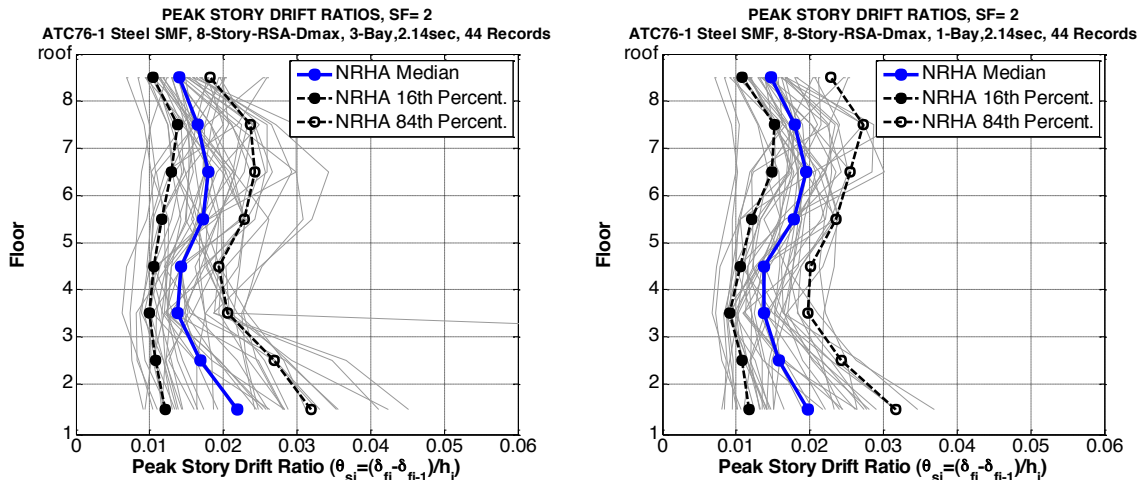 PEAK STORY DRIFT RATIOS, SF= 2
ATC76-1 Steel SMF, 8-Story-RSA-Dmax, 3-Bay,2.14sec, 44 Records
roof
8
7
6
5
4
3
2
1
Floor
NRHA Median
NRHA 16th Percent.
NRHA 84th Percent.
0 0.01 0.02 0.03 0.04 0.05 0.06
Peak Story Drift Ratio (θsi=(δfi-δfi-1)/hi)
PEAK STORY DRIFT RATIOS, SF= 2
ATC76-1 Steel SMF, 8-Story-RSA-Dmax, 1-Bay,2.14sec, 44 Records
roof
8
7
6
5
4
3
2
1
Floor
NRHA Median
NRHA 16th Percent.
NRHA 84th Percent.
0 0.01 0.02 0.03 0.04 0.05 0.06
Peak Story Drift Ratio (θsi=(δfi-δfi-1)/hi)